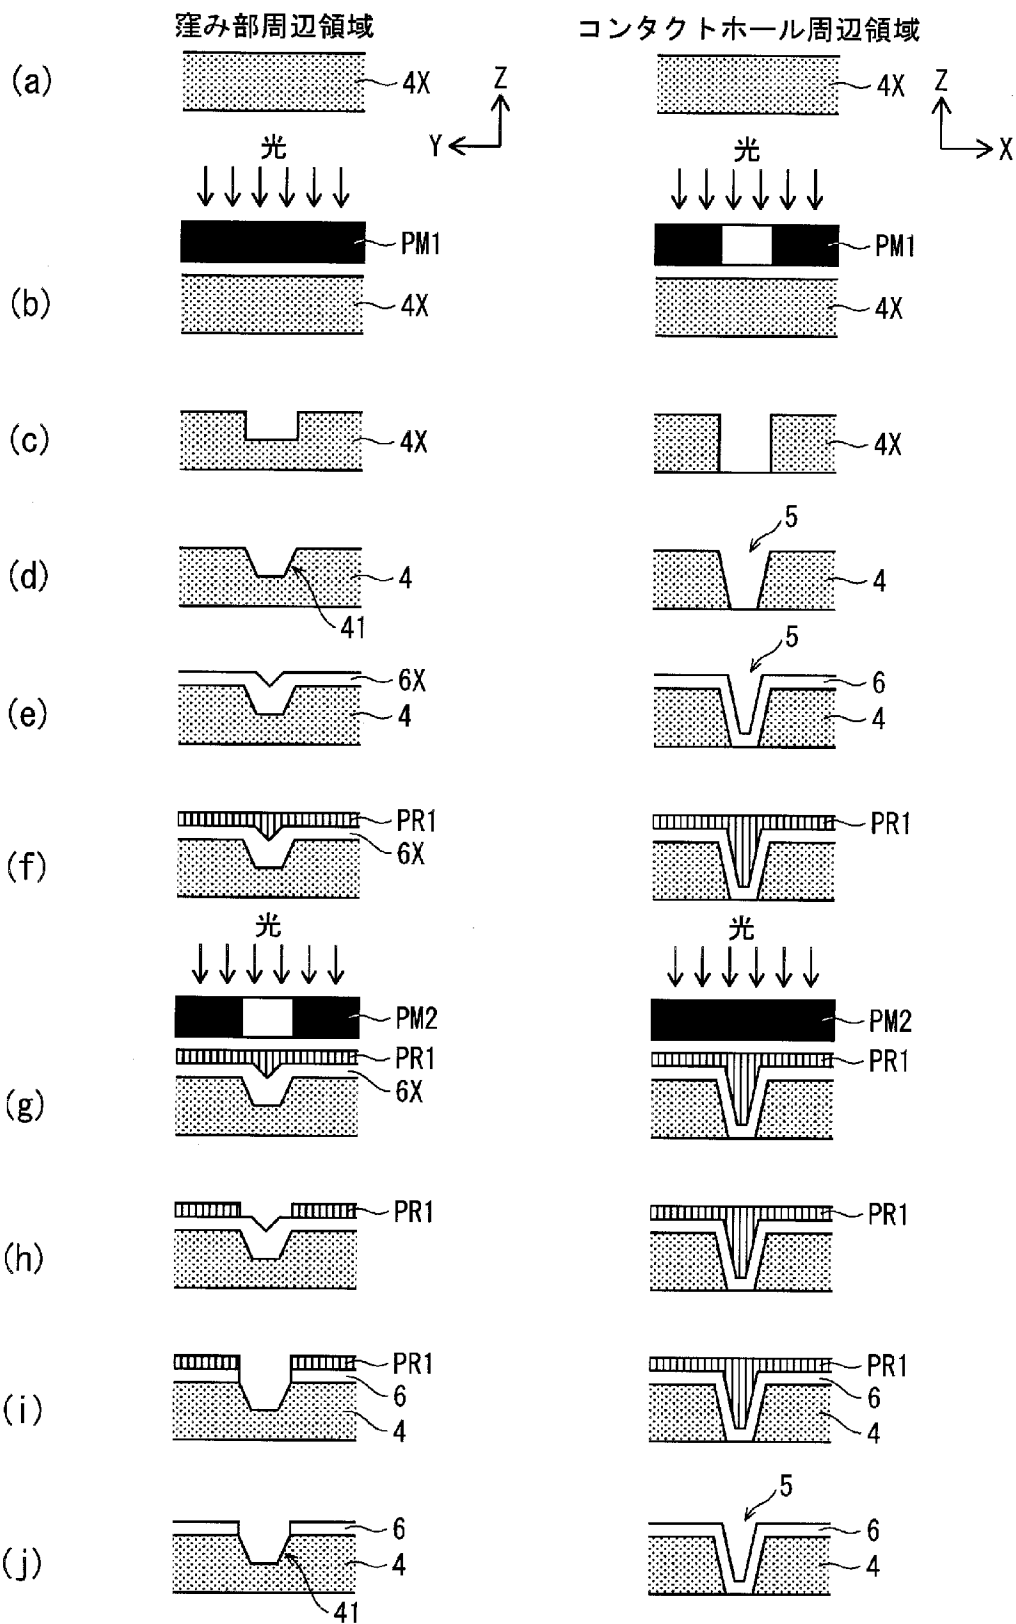 窪み部周辺領域 コンタクトホール周辺領域
(a) 4X Z Y 4X Z X
光 光
PM1 PM1
(b) 4X 4X
(c) 4X 4X
5
(d) 4 4
41
5
6X 6
(e) 4 4
PR1 PR1
(f) 6X
光 光
PM2 PM2
PR1 PR1
(g) 6X
PR1 PR1
(h)
PR1 PR1
6 6
(i) 4 4
5
6 6
(j) 4 4
41